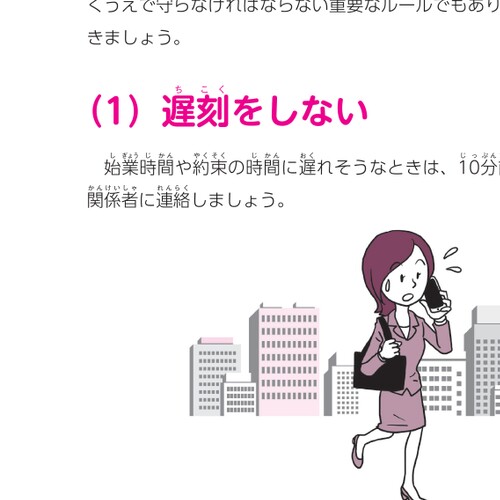 くうえで守らなければならない重要なルールでもあり
きましょう。
(1) 遅刻をしない
始業時間や約束の時間に遅れそうなときは、10分
関係者に連絡しましょう。